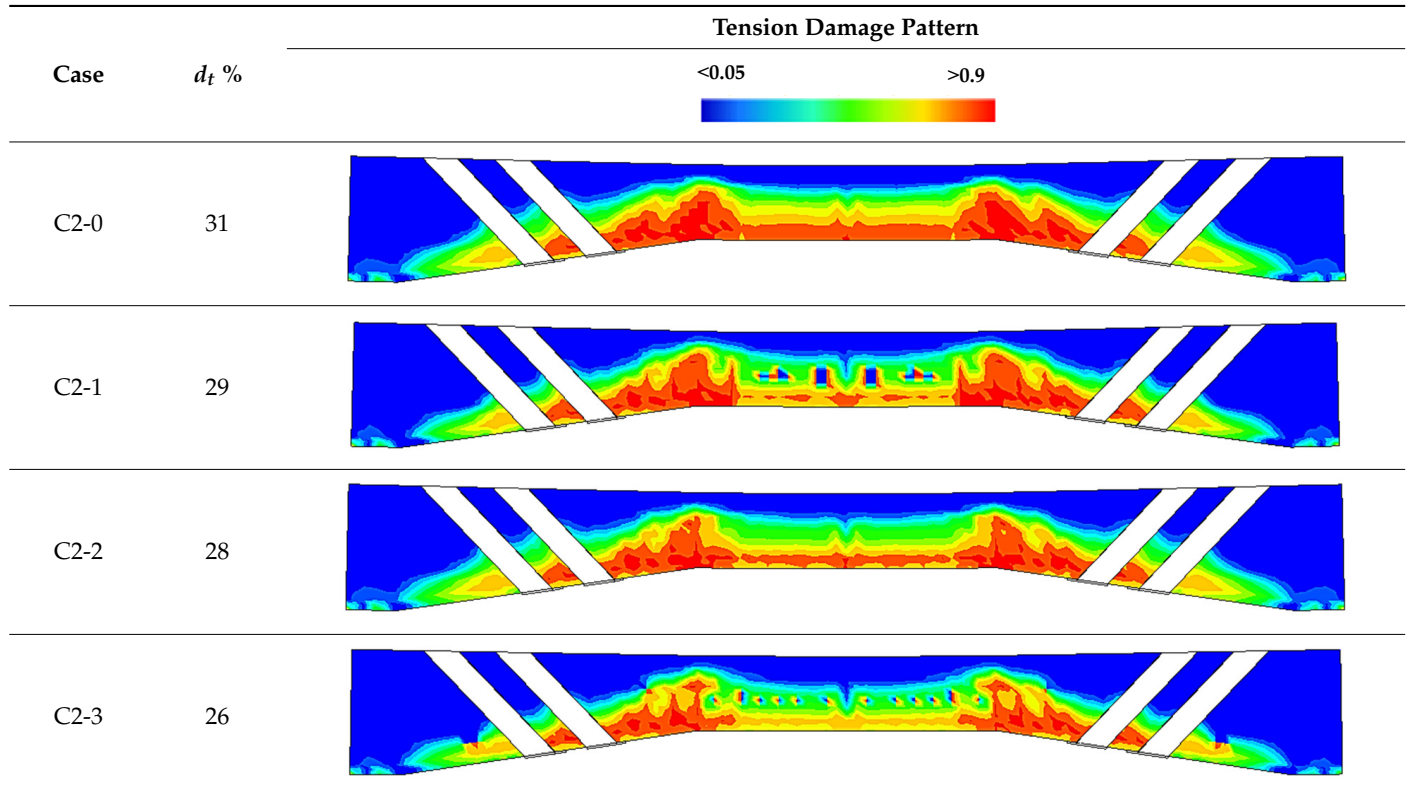 Tension Damage Pattern
Case d_t % <0.05 >0.9
C2-0 31
C2-1 29
C2-2 28
C2-3 26